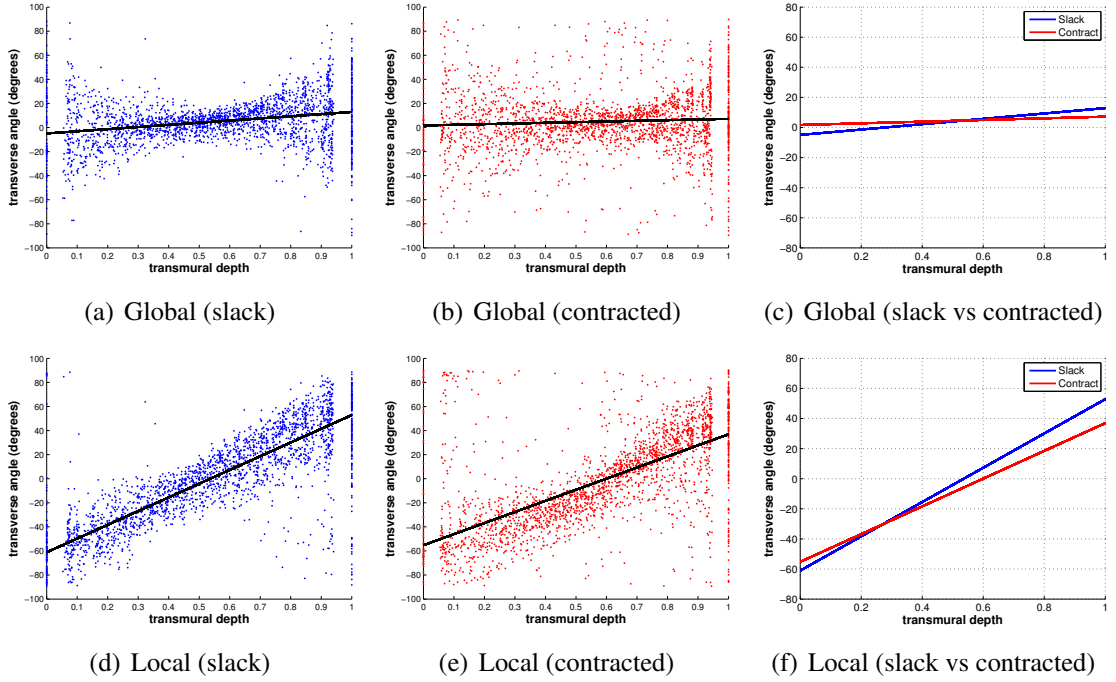 transverse angle (degrees)
100
80
60
40
20
0
−20
−40
−60
−80
−100
0 0.1 0.2 0.3 0.4 0.5 0.6 0.7 0.8 0.9 1
transmural depth
(a) Global (slack)
transverse angle (degrees)
100
80
60
40
20
0
−20
−40
−60
−80
−100
0 0.1 0.2 0.3 0.4 0.5 0.6 0.7 0.8 0.9 1
transmural depth
(b) Global (contracted)
transverse angle (degrees)
80
60
40
20
0
−20
−40
−60
−80
0 0.2 0.4 0.6 0.8 1
transmural depth
Slack
Contract
(c) Global (slack vs contracted)
transverse angle (degrees)
100
80
60
40
20
0
−20
−40
−60
−80
−100
0 0.1 0.2 0.3 0.4 0.5 0.6 0.7 0.8 0.9 1
transmural depth
(d) Local (slack)
transverse angle (degrees)
100
80
60
40
20
0
−20
−40
−60
−80
−100
0 0.1 0.2 0.3 0.4 0.5 0.6 0.7 0.8 0.9 1
transmural depth
(e) Local (contracted)
transverse angle (degrees)
80
60
40
20
0
−20
−40
−60
−80
0 0.2 0.4 0.6 0.8 1
transmural depth
Slack
Contract
(f) Local (slack vs contracted)